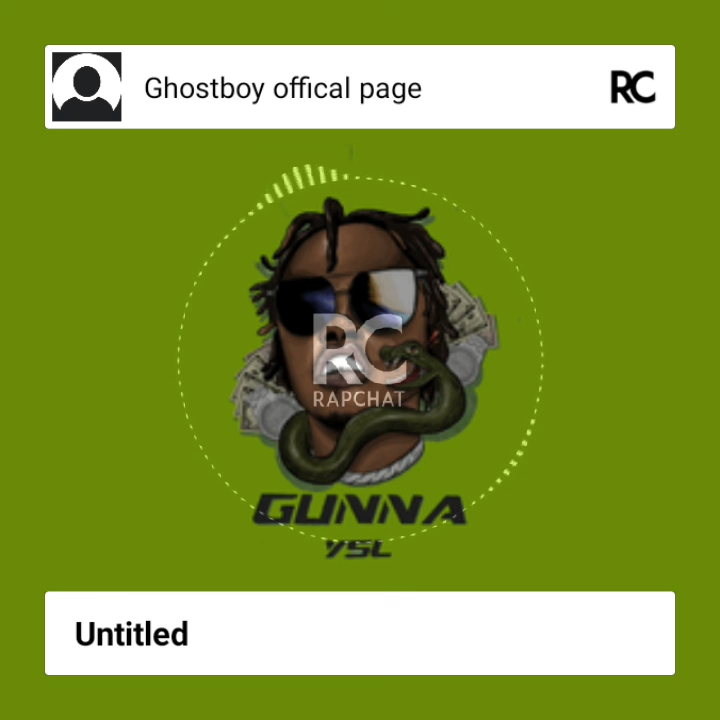 Ghostboy offical page
RC
RC
RAPCHAT
GUNNA
YSL
Untitled